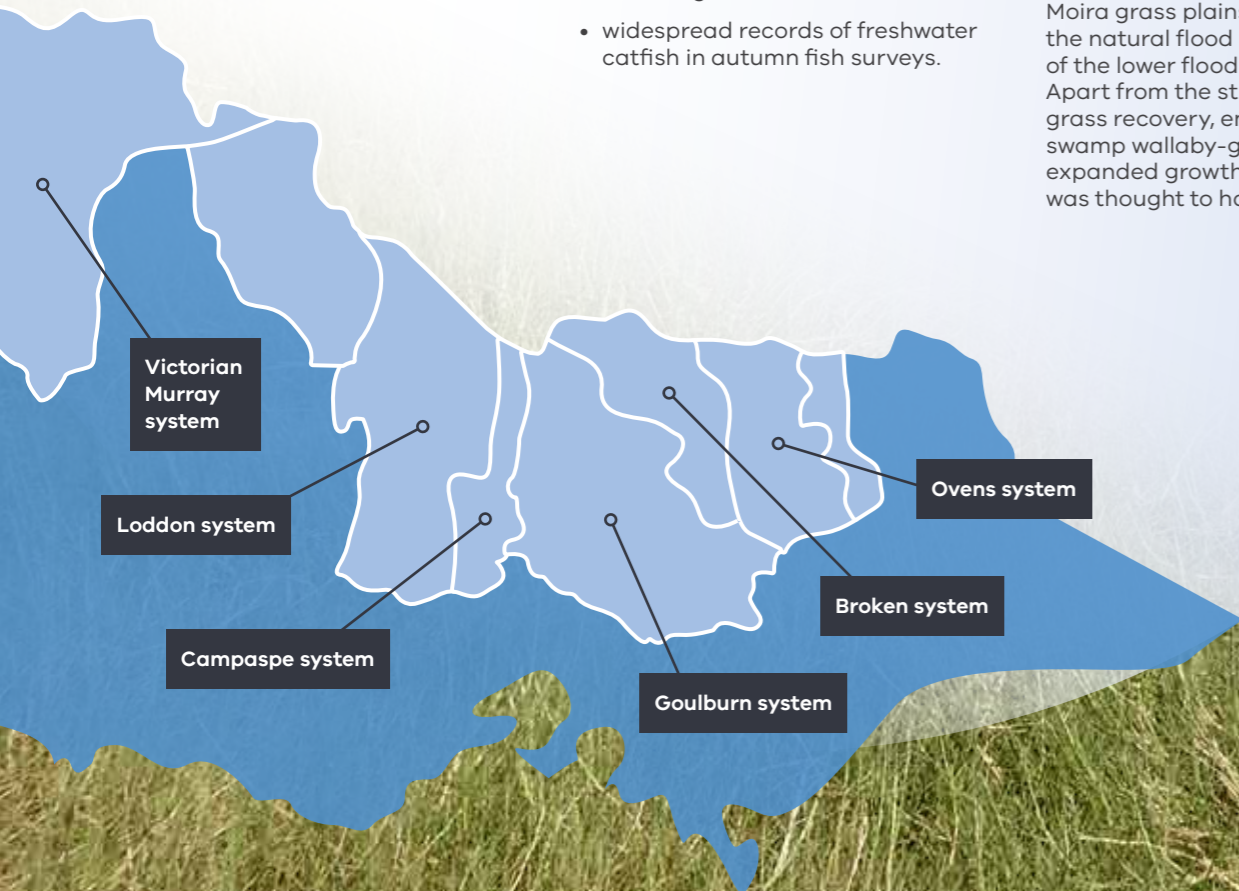 • widespread records of freshwater
catfish in autumn fish surveys.
Moira grass plains
the natural flood
of the lower flood
Apart from the st
grass recovery, en
swamp wallaby-g
expanded growth
was thought to ha
Victorian
Murray
system
Loddon system
Campaspe system
Goulburn system
Broken system
Ovens system